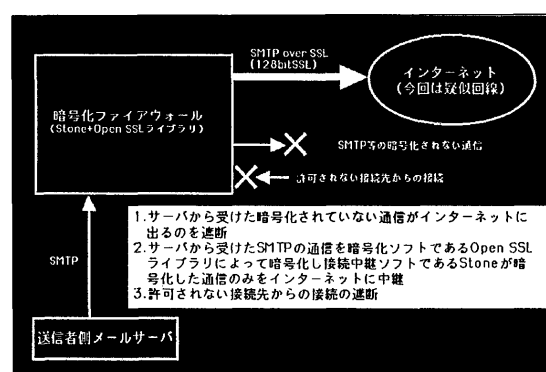 SMTP over SSL
(128bitSSL)
インターネット
(今回は疑似回線)
暗号化ファイアウォール
(Stone+Open SSLライブラリ)
SMTP等の暗号化されない通信
許可されない接続先からの接続
1.サーバから受けた暗号化されていない通信がインターネットに
出るのを遮断
2.サーバから受けたSMTPの通信を暗号化ソフトであるOpen SSL
ライブラリによって暗号化し接続中継ソフトであるStoneが暗
号化した通信のみをインターネットに中継
3.許可されない接続先からの接続の遮断
SMTP
送信者側メールサーバ